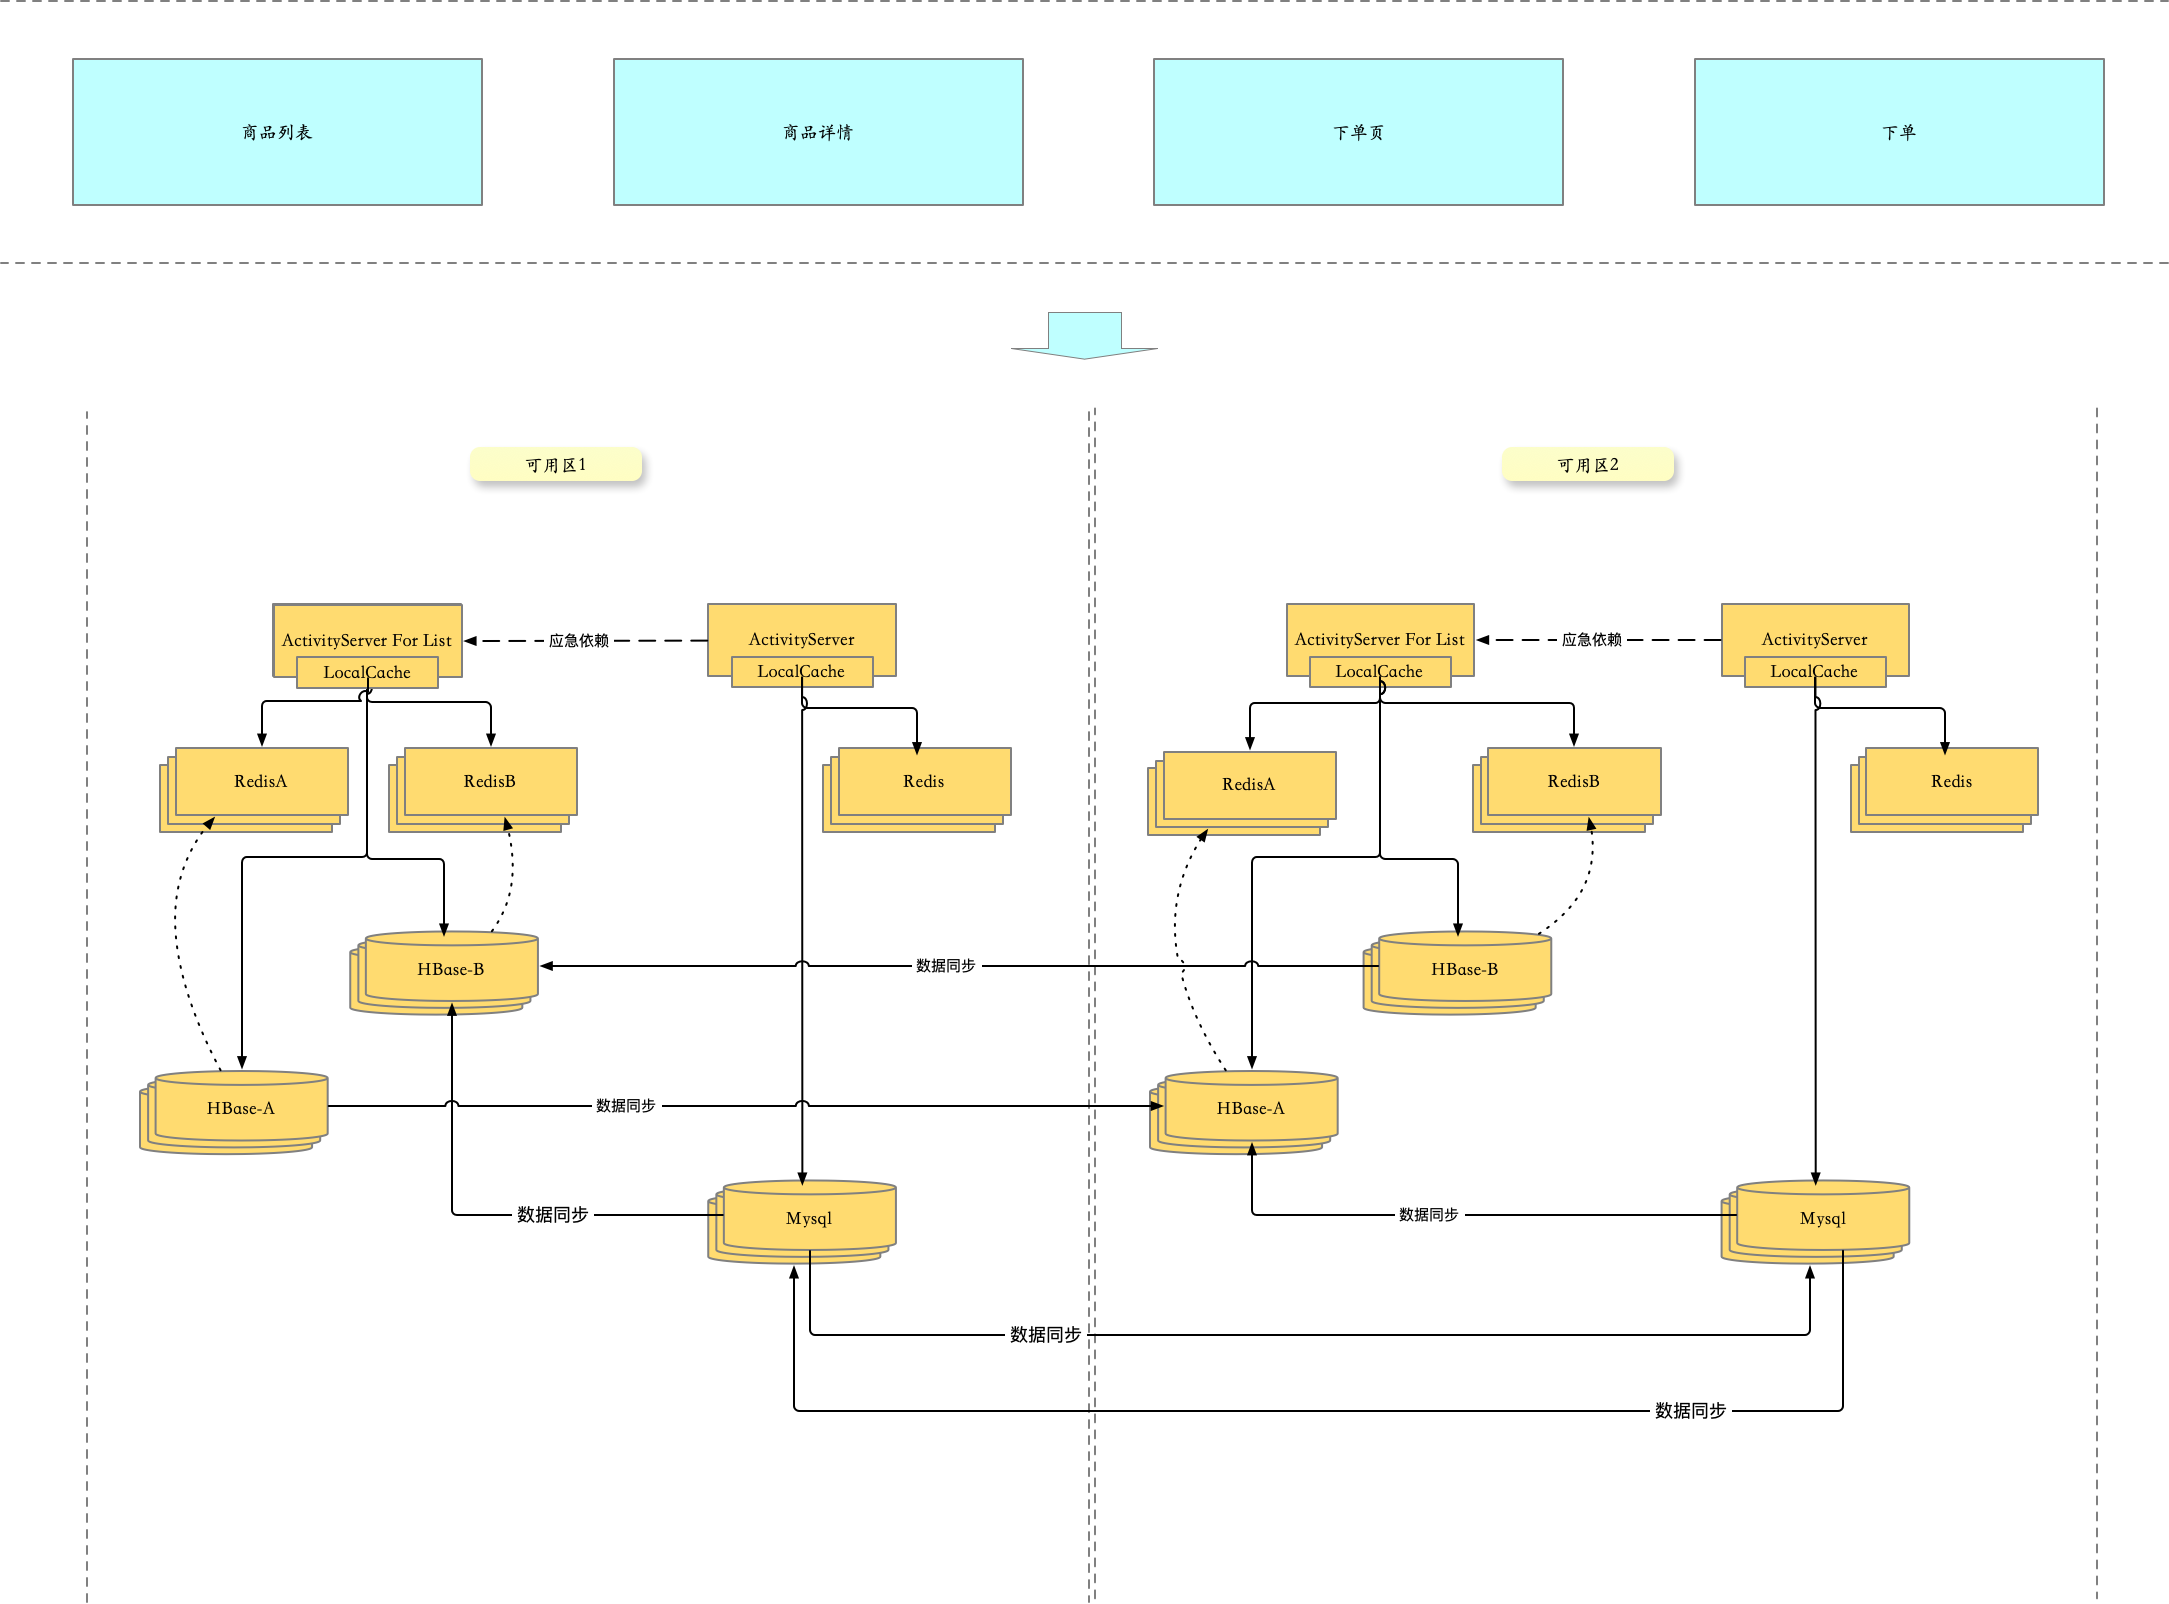 商品列表
商品详情
下单页
下单
可用区1
可用区2
ActivityServer For List
应急依赖
ActivityServer
LocalCache
LocalCache
ActivityServer For List
应急依赖
ActivityServer
LocalCache
LocalCache
RedisA
RedisB
Redis
RedisA
RedisB
Redis
HBase-B
数据同步
HBase-B
HBase-A
数据同步
HBase-A
数据同步
Mysql
数据同步
Mysql
数据同步
数据同步